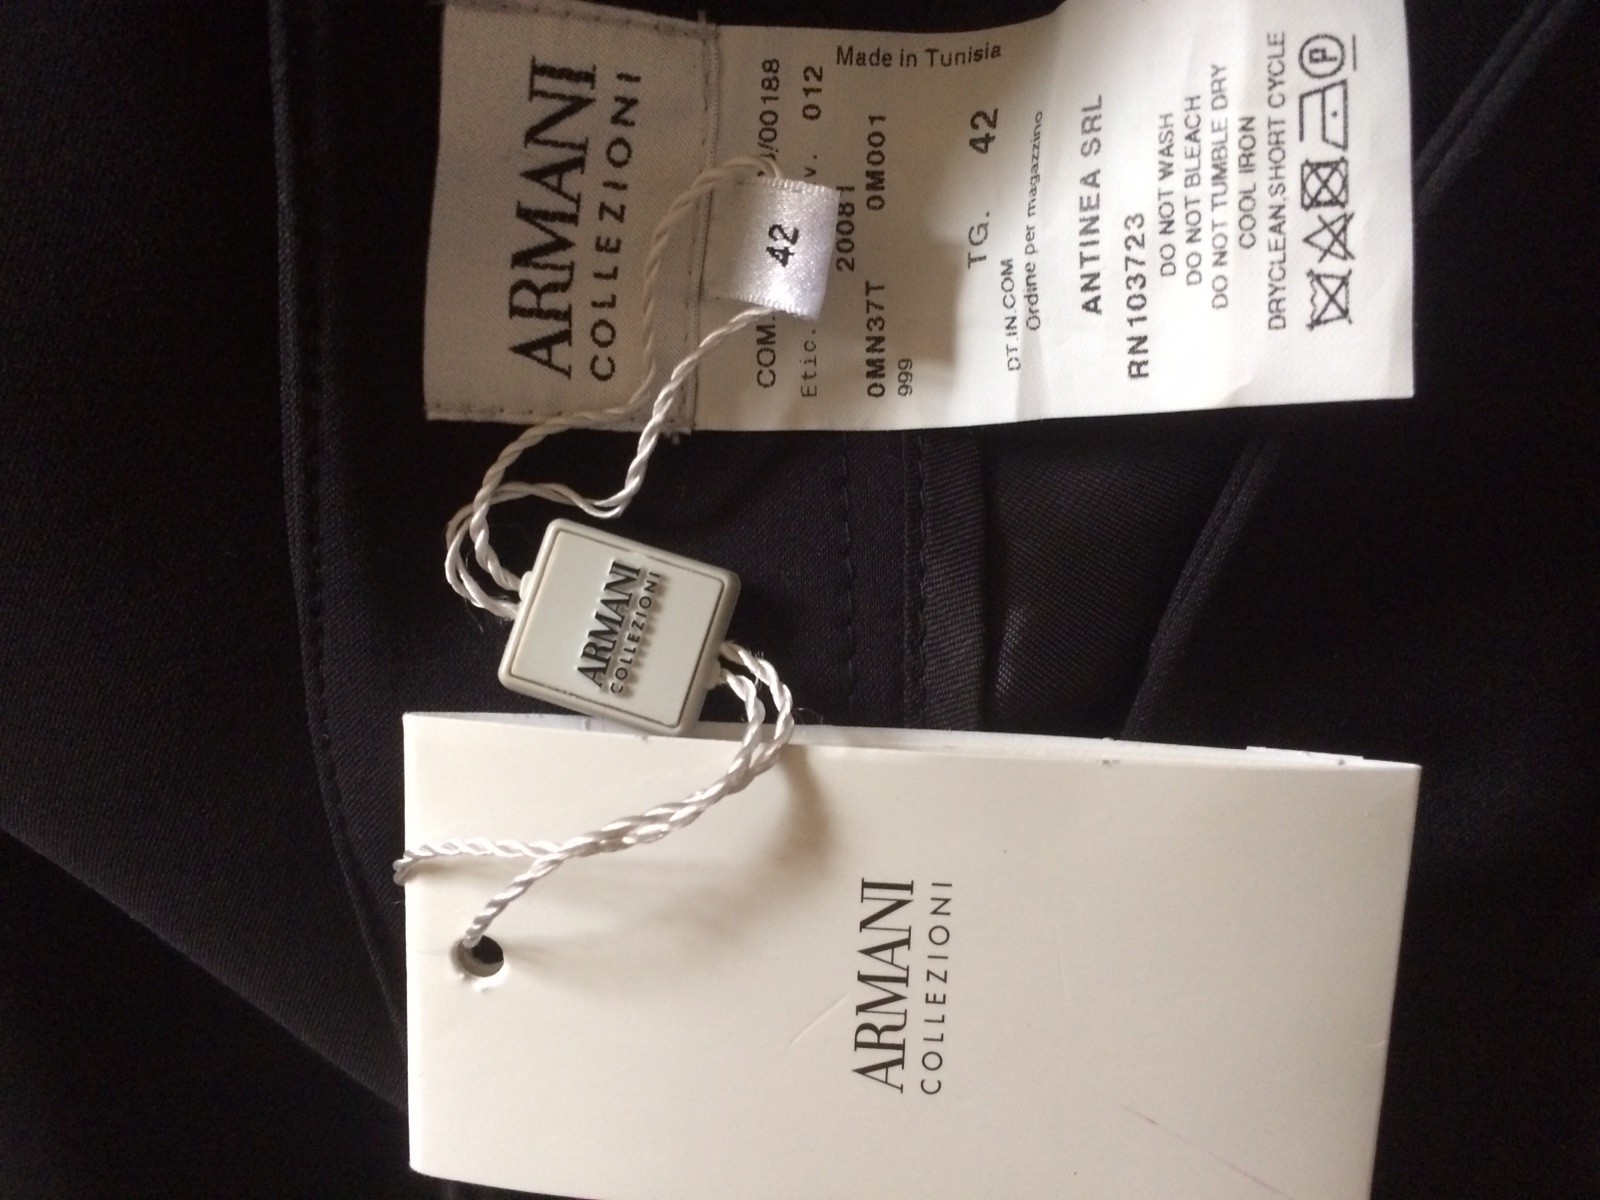 ARMANI
COLLEZIONI
COM. /00188
Etic. v. 012
42
20081
Made in Tunisia
0MN37T 0M001
999
TG. 42
DT.IN.COM
Ordine per magazzino
ANTINEA SRL
RN103723
DO NOT WASH
DO NOT BLEACH
DO NOT TUMBLE DRY
COOL IRON
DRYCLEAN.SHORT CYCLE
P
ARMANI
COLLEZIONI
ARMANI
COLLEZIONI